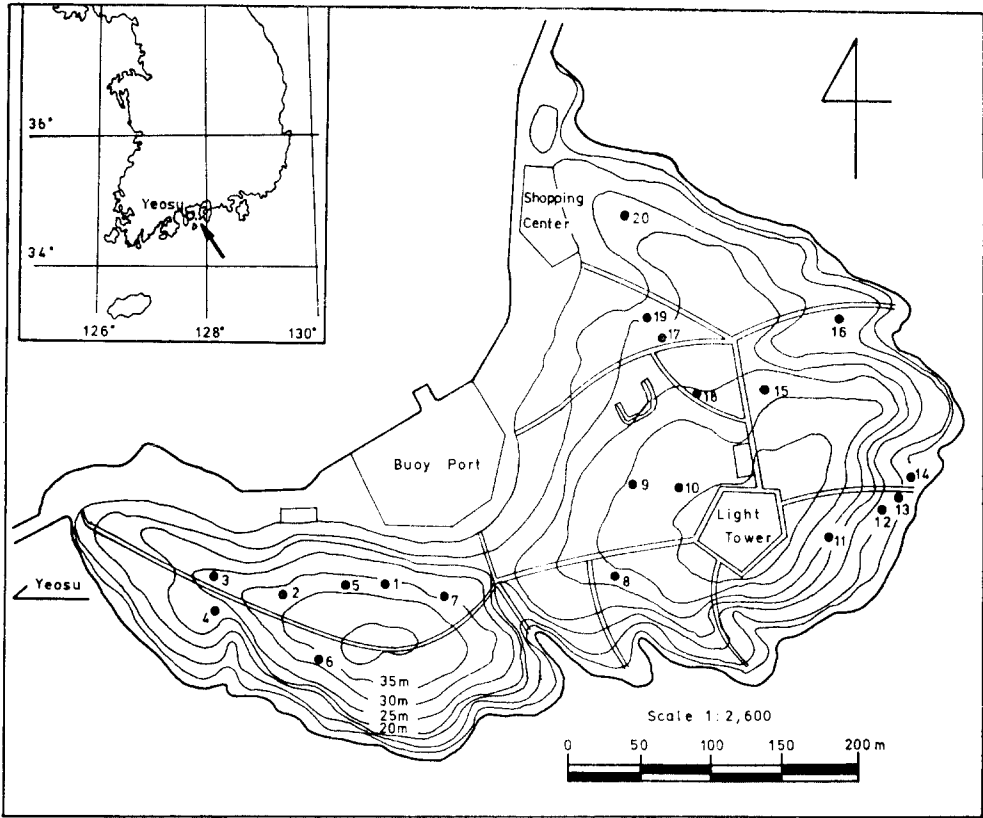 36°
Yeosu
34°
126°
128°
130°
Shopping
Center
20
19
17
16
18
15
Buoy Port
9
10
14
13
12
Light
Tower
11
3
5
1
2
7
8
Yeosu
4
6
35m
30m
25m
20m
Scale 1:2,600
0
50
100
150
200 m